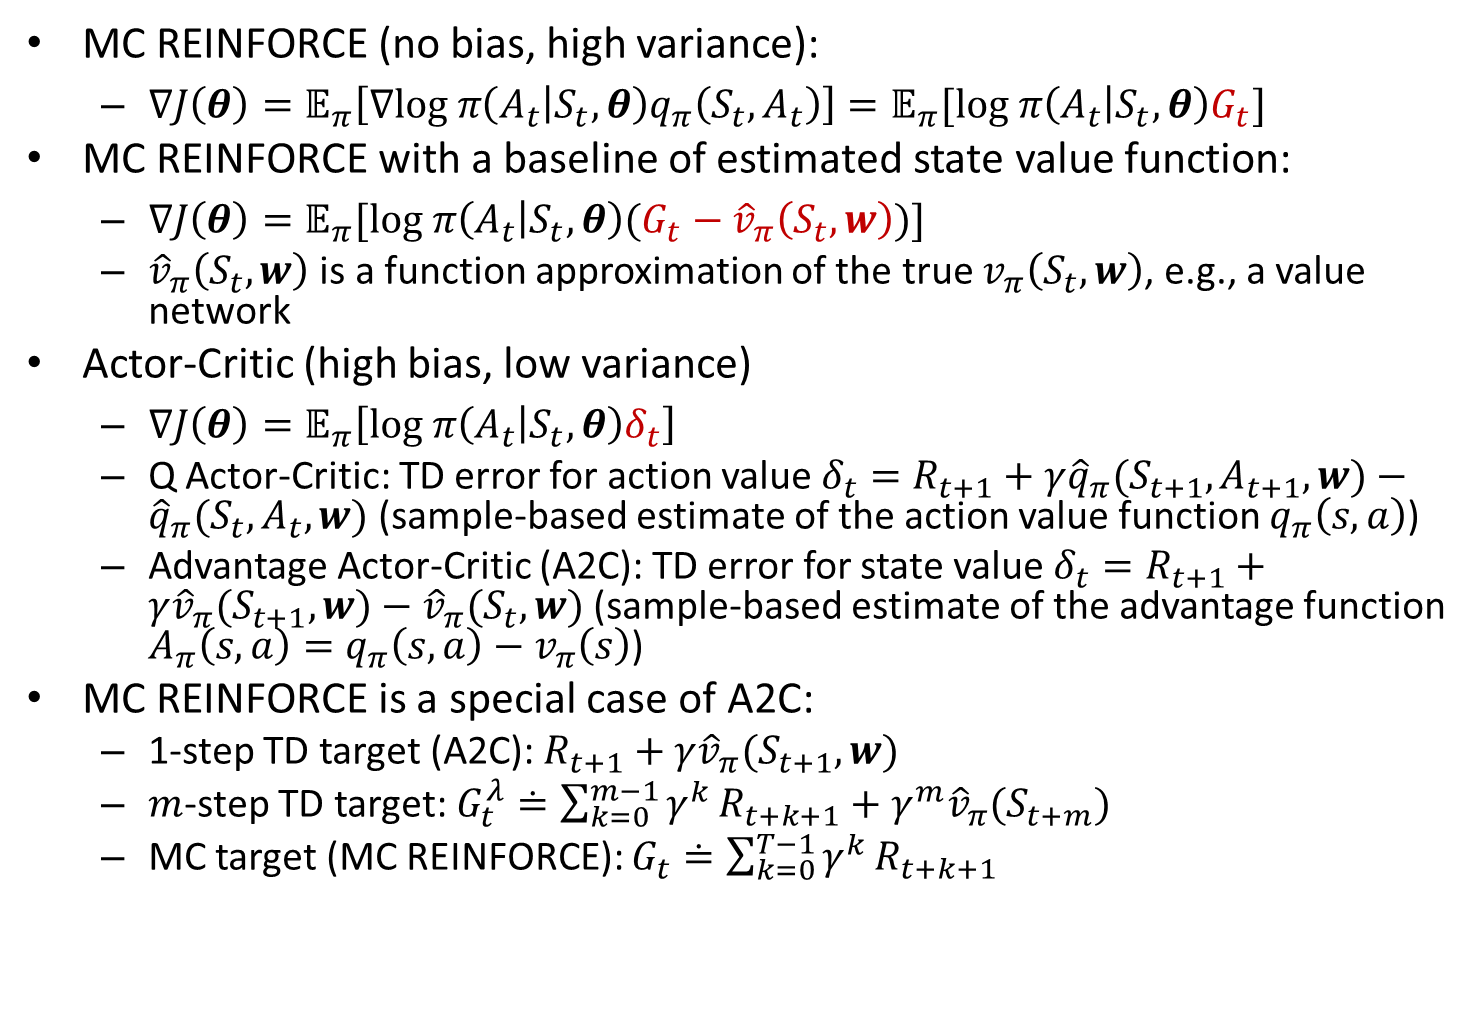 • MC REINFORCE (no bias, high variance):
– ∇J(𝜽) = 𝔼_π[∇log π(A_t|S_t, 𝜽)q_π(S_t, A_t)] = 𝔼_π[log π(A_t|S_t, 𝜽)G_t]
• MC REINFORCE with a baseline of estimated state value function:
– ∇J(𝜽) = 𝔼_π[log π(A_t|S_t, 𝜽)(G_t − v̂_π(S_t, 𝒘))]
– v̂_π(S_t, 𝒘) is a function approximation of the true v_π(S_t, 𝒘), e.g., a value
network
• Actor-Critic (high bias, low variance)
– ∇J(𝜽) = 𝔼_π[log π(A_t|S_t, 𝜽)δ_t]
– Q Actor-Critic: TD error for action value δ_t = R_{t+1} + γq̂_π(S_{t+1}, A_{t+1}, 𝒘) −
q̂_π(S_t, A_t, 𝒘) (sample-based estimate of the action value function q_π(s, a))
– Advantage Actor-Critic (A2C): TD error for state value δ_t = R_{t+1} +
γv̂_π(S_{t+1}, 𝒘) − v̂_π(S_t, 𝒘) (sample-based estimate of the advantage function
A_π(s, a) = q_π(s, a) − v_π(s))
• MC REINFORCE is a special case of A2C:
– 1-step TD target (A2C): R_{t+1} + γv̂_π(S_{t+1}, 𝒘)
– m-step TD target: G_t^λ ≐ ∑_{k=0}^{m−1} γ^k R_{t+k+1} + γ^m v̂_π(S_{t+m})
– MC target (MC REINFORCE): G_t ≐ ∑_{k=0}^{T−1} γ^k R_{t+k+1}